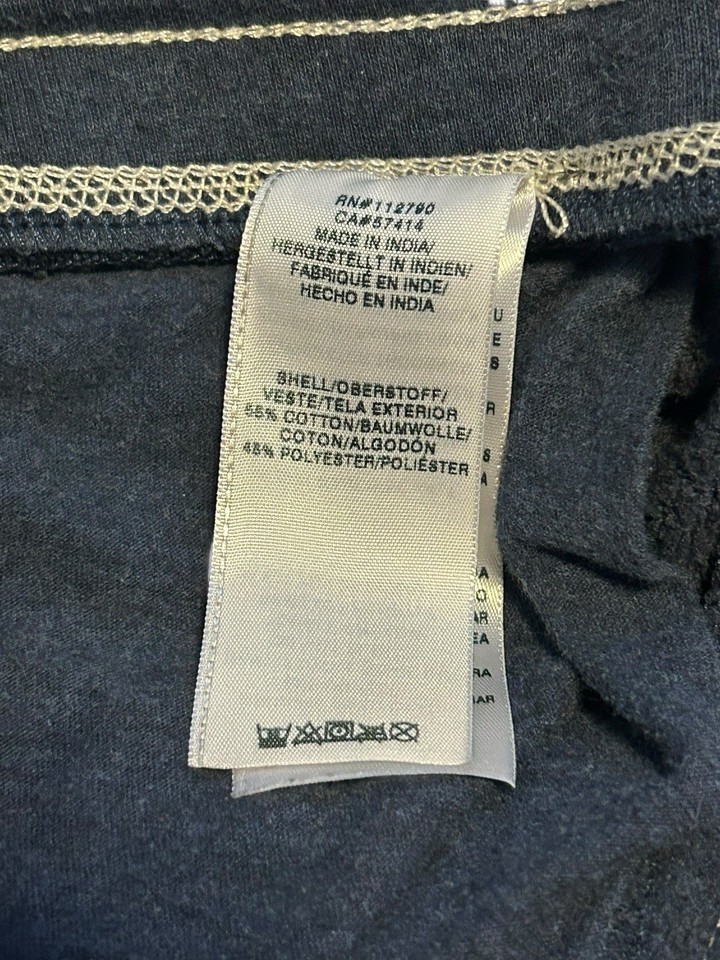 RN#112790
CA#57414
MADE IN INDIA/
HERGESTELLT IN INDIEN/
FABRIQUÉ EN INDE/
HECHO EN INDIA
SHELL/OBERSTOFF/
VESTE/TELA EXTERIOR
55% COTTON/BAUMWOLLE/
COTON/ALGODÓN
45% POLYESTER/POLIÉSTER